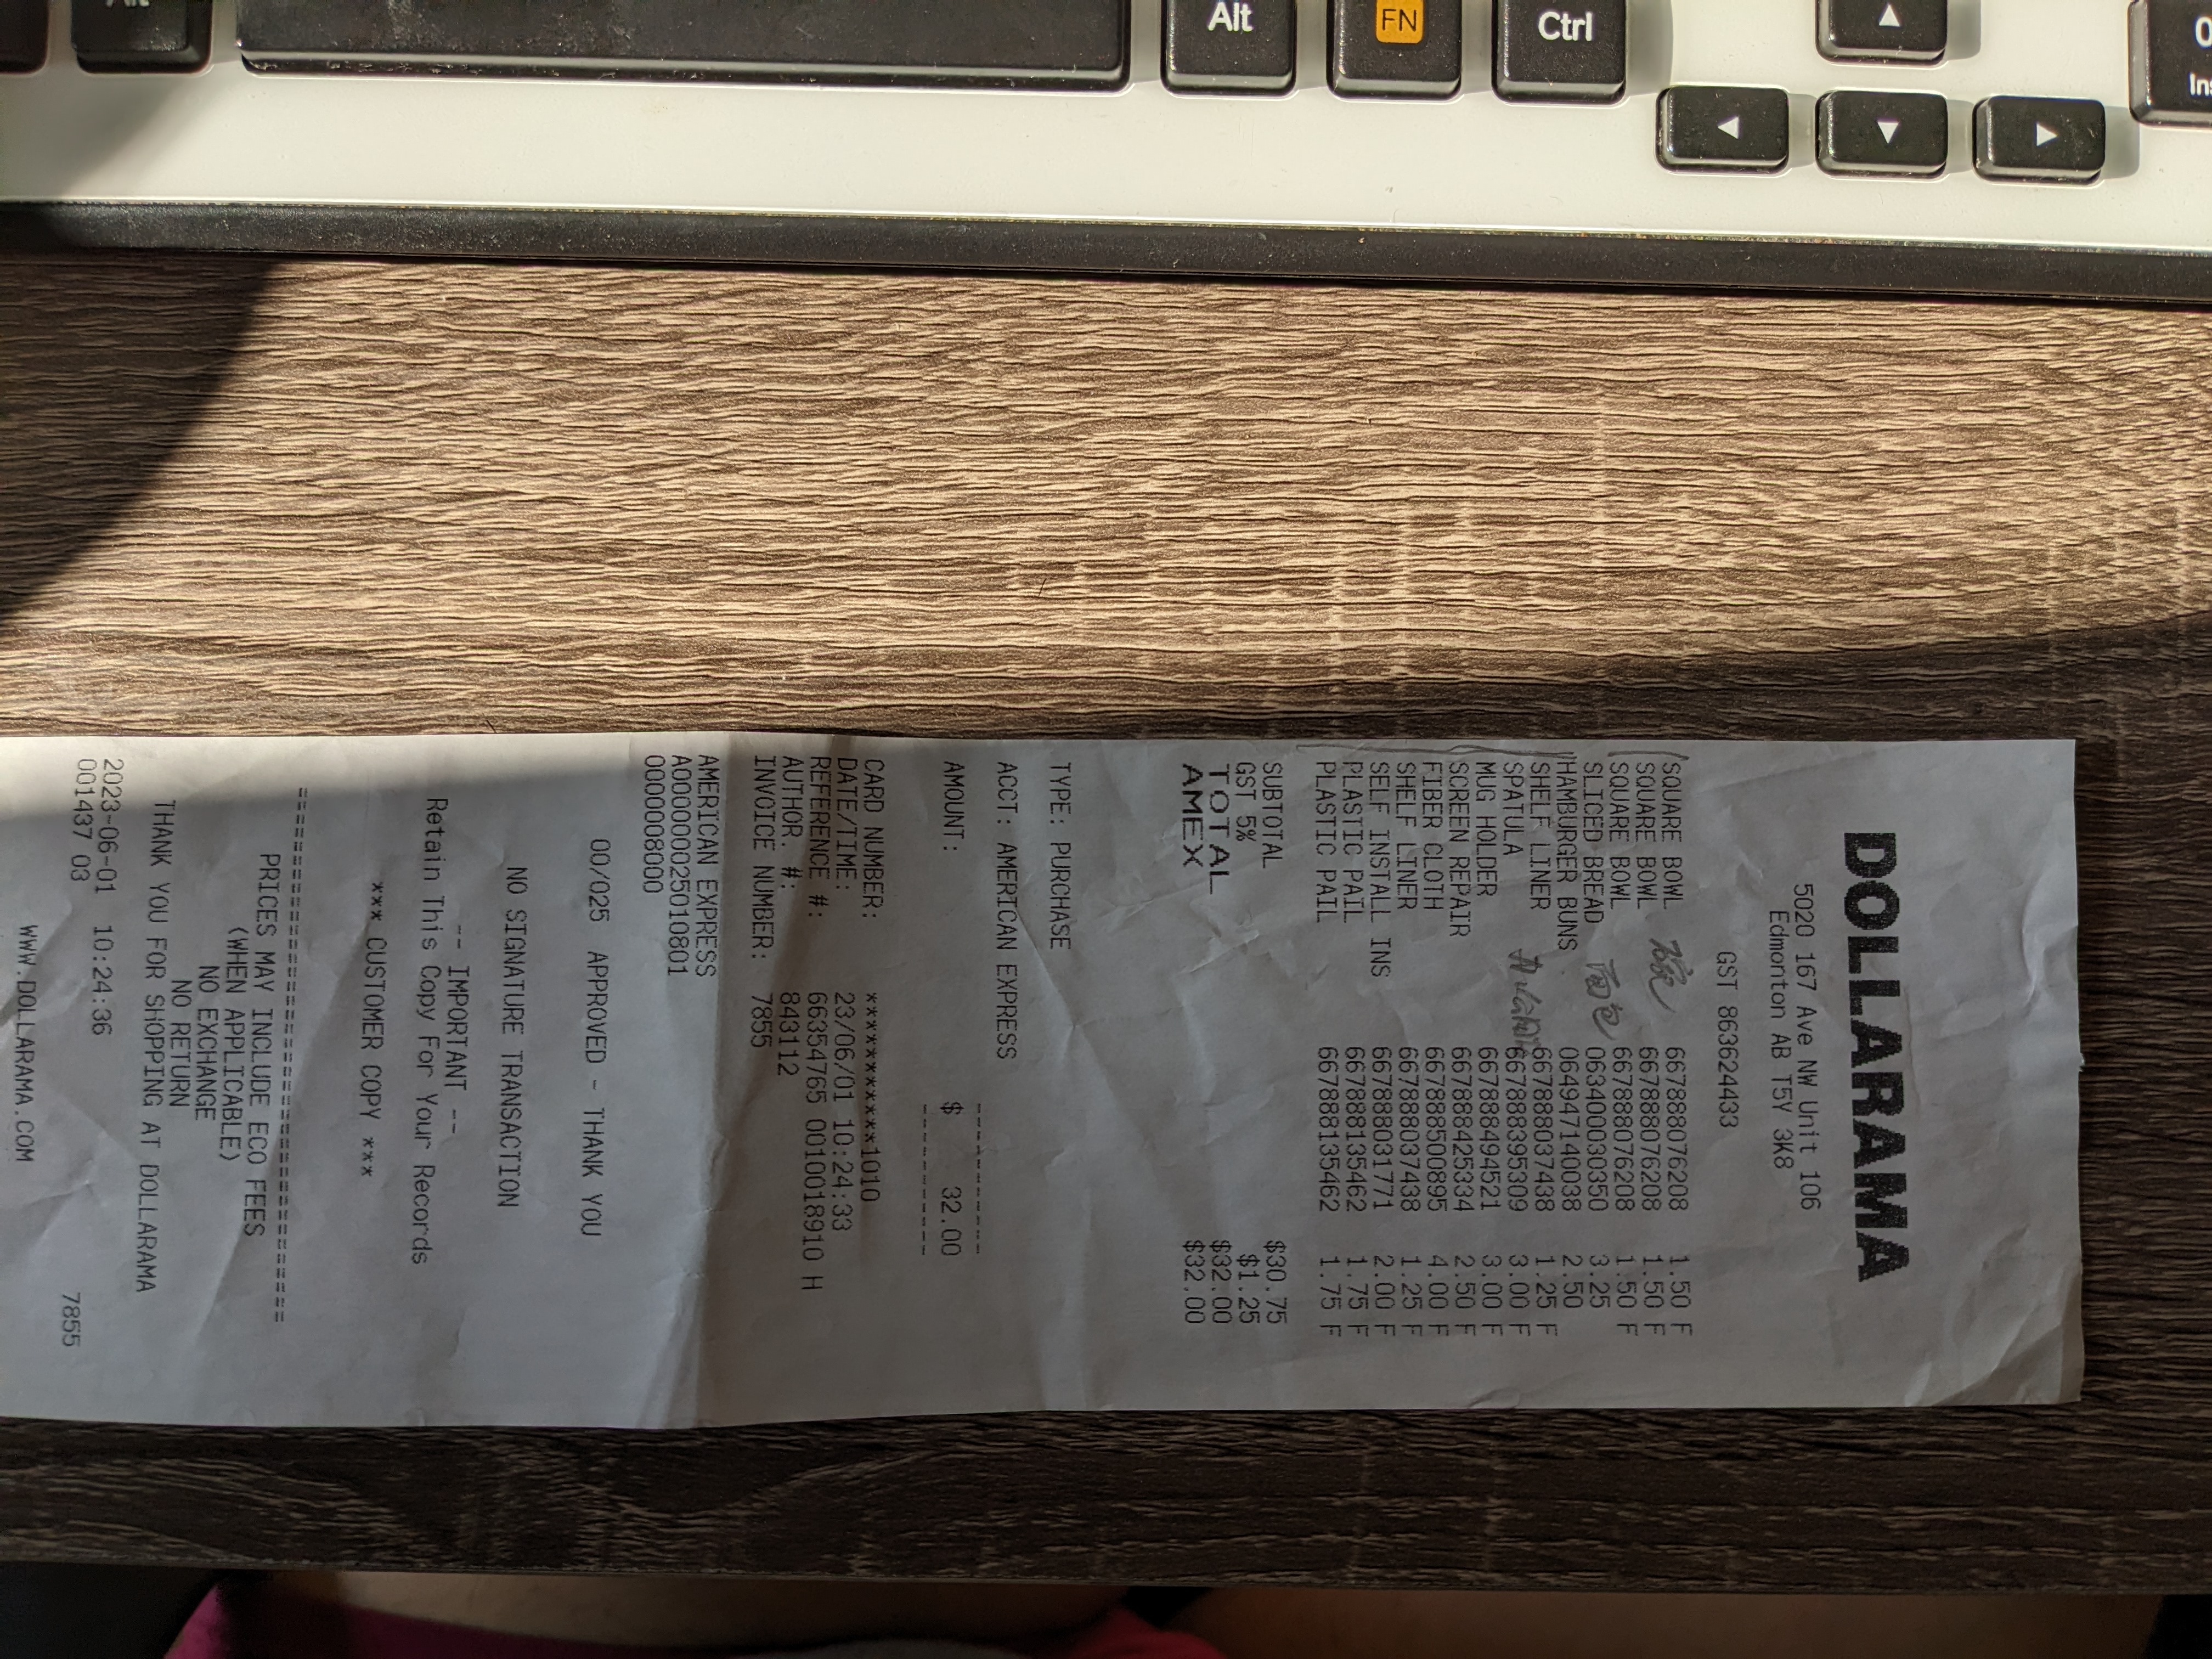 Alt
Alt
FN
Ctrl
DOLLARAMA
5020 167 Ave NW Unit 106
Edmonton AB T5Y 3K8
GST 863624433
SQUARE BOWL 667888076208 1.50 F
SQUARE BOWL 667888076208 1.50 F
SQUARE BOWL 667888076208 1.50 F
SLICED BREAD 面包 063400030350 3.25
HAMBURGER BUNS 064947140038 2.50
SHELF LINER 667888037438 1.25 F
SPATULA 667888395309 3.00 F
MUG HOLDER 667888494521 3.00 F
SCREEN REPAIR 667888425334 2.50 F
FIBER CLOTH 667888500895 4.00 F
SHELF LINER 667888037438 1.25 F
SELF INSTALL INS 667888031771 2.00 F
PLASTIC PAIL 667888135462 1.75 F
PLASTIC PAIL 667888135462 1.75 F
SUBTOTAL $30.75
GST 5% $1.25
TOTAL $32.00
AMEX $32.00
TYPE: PURCHASE
ACCT: AMERICAN EXPRESS
AMOUNT: $ 32.00
CARD NUMBER: ***********1010
DATE/TIME: 23/06/01 10:24:33
REFERENCE #: 66354765 0010018910 H
AUTHOR. #: 843112
INVOICE NUMBER: 7855
AMERICAN EXPRESS
A000000025010801
0000008000
00/025 APPROVED - THANK YOU
NO SIGNATURE TRANSACTION
-- IMPORTANT --
Retain This Copy For Your Records
*** CUSTOMER COPY ***
PRICES MAY INCLUDE ECO FEES
(WHEN APPLICABLE)
NO EXCHANGE
NO RETURN
THANK YOU FOR SHOPPING AT DOLLARAMA
2023-06-01 10:24:36
001437 03 7855
WWW.DOLLARAMA.COM